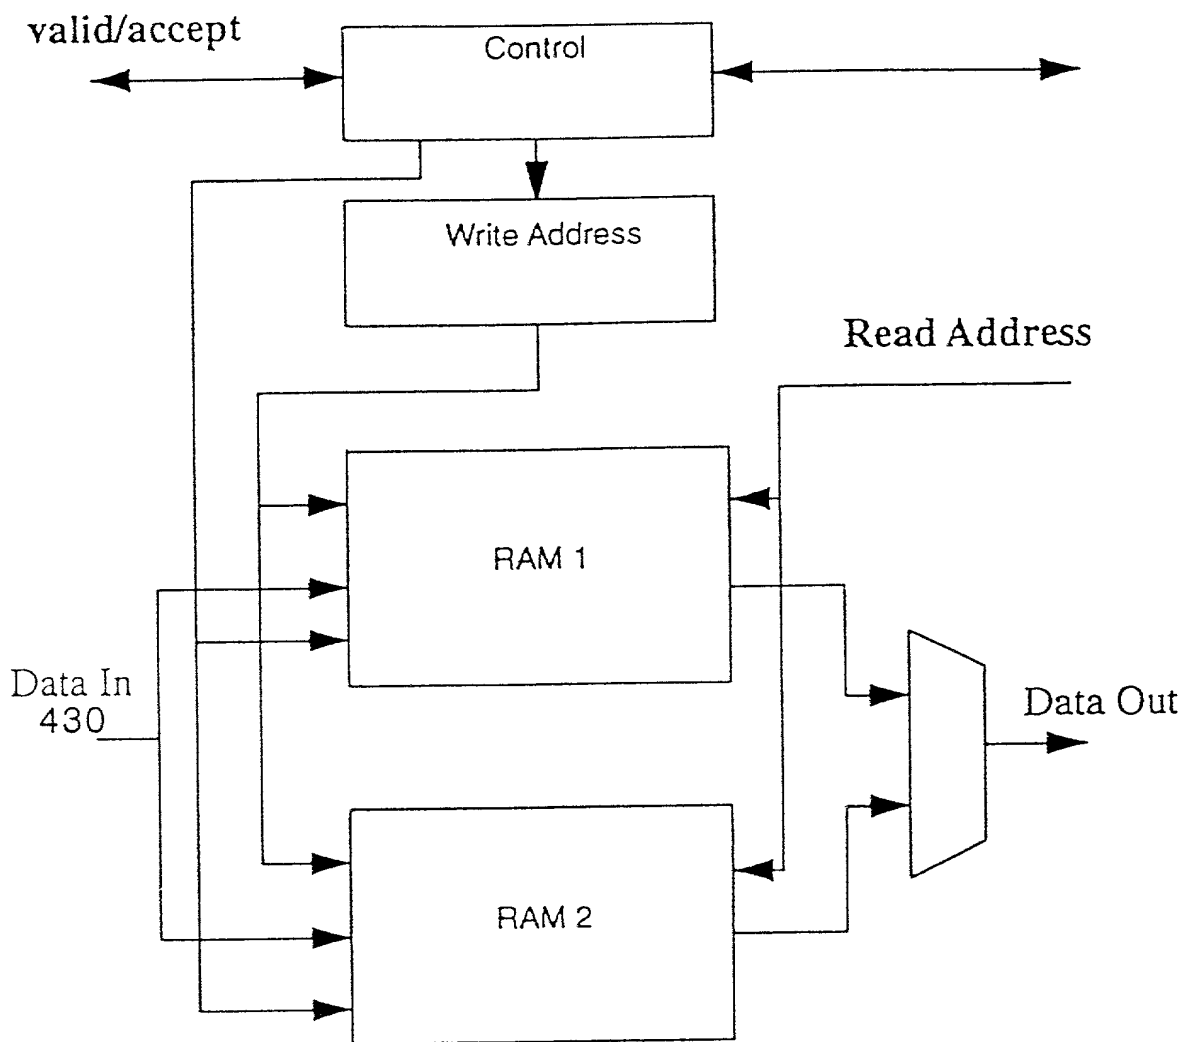 valid/accept
Control
Write Address
Read Address
RAM 1
Data In
430
Data Out
RAM 2